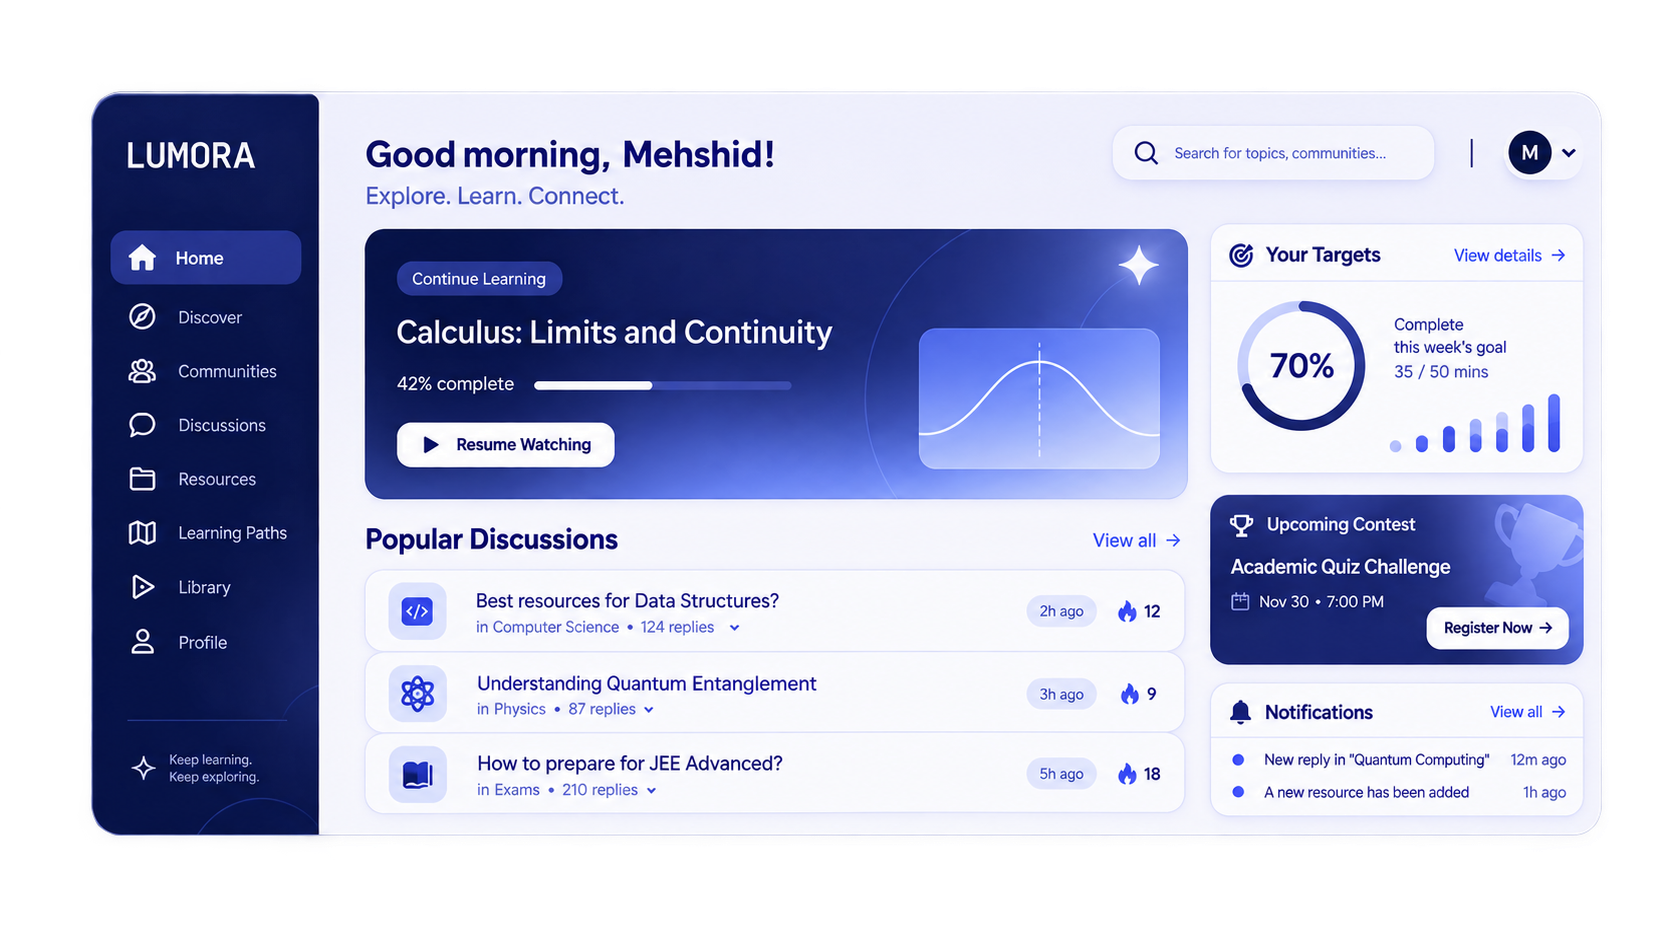 LUMORA
Home
Discover
Communities
Discussions
Resources
Learning Paths
Library
Profile
Keep learning.
Keep exploring.
Good morning, Mehshid!
Explore. Learn. Connect.
Search for topics, communities...
M
Continue Learning
Calculus: Limits and Continuity
42% complete
Resume Watching
Popular Discussions
View all →
</> Best resources for Data Structures?
in Computer Science • 124 replies
2h ago
12
Understanding Quantum Entanglement
in Physics • 87 replies
3h ago
9
How to prepare for JEE Advanced?
in Exams • 210 replies
5h ago
18
Your Targets
View details →
70%
Complete
this week's goal
35 / 50 mins
Upcoming Contest
Academic Quiz Challenge
Nov 30 • 7:00 PM
Register Now →
Notifications
View all →
New reply in "Quantum Computing" 12m ago
A new resource has been added 1h ago